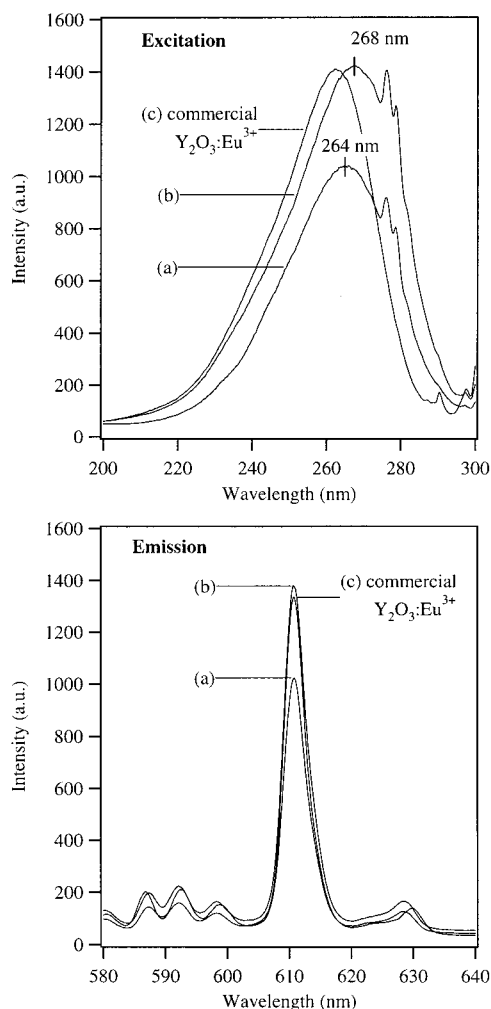 Excitation
268 nm
(c) commercial
Y₂O₃:Eu³⁺
264 nm
(b)
(a)
Intensity (a.u.)
1600
1400
1200
1000
800
600
400
200
0
200 220 240 260 280 300
Wavelength (nm)
Emission
(b)
(c) commercial
Y₂O₃:Eu³⁺
(a)
Intensity (a.u.)
1600
1400
1200
1000
800
600
400
200
0
580 590 600 610 620 630 640
Wavelength (nm)